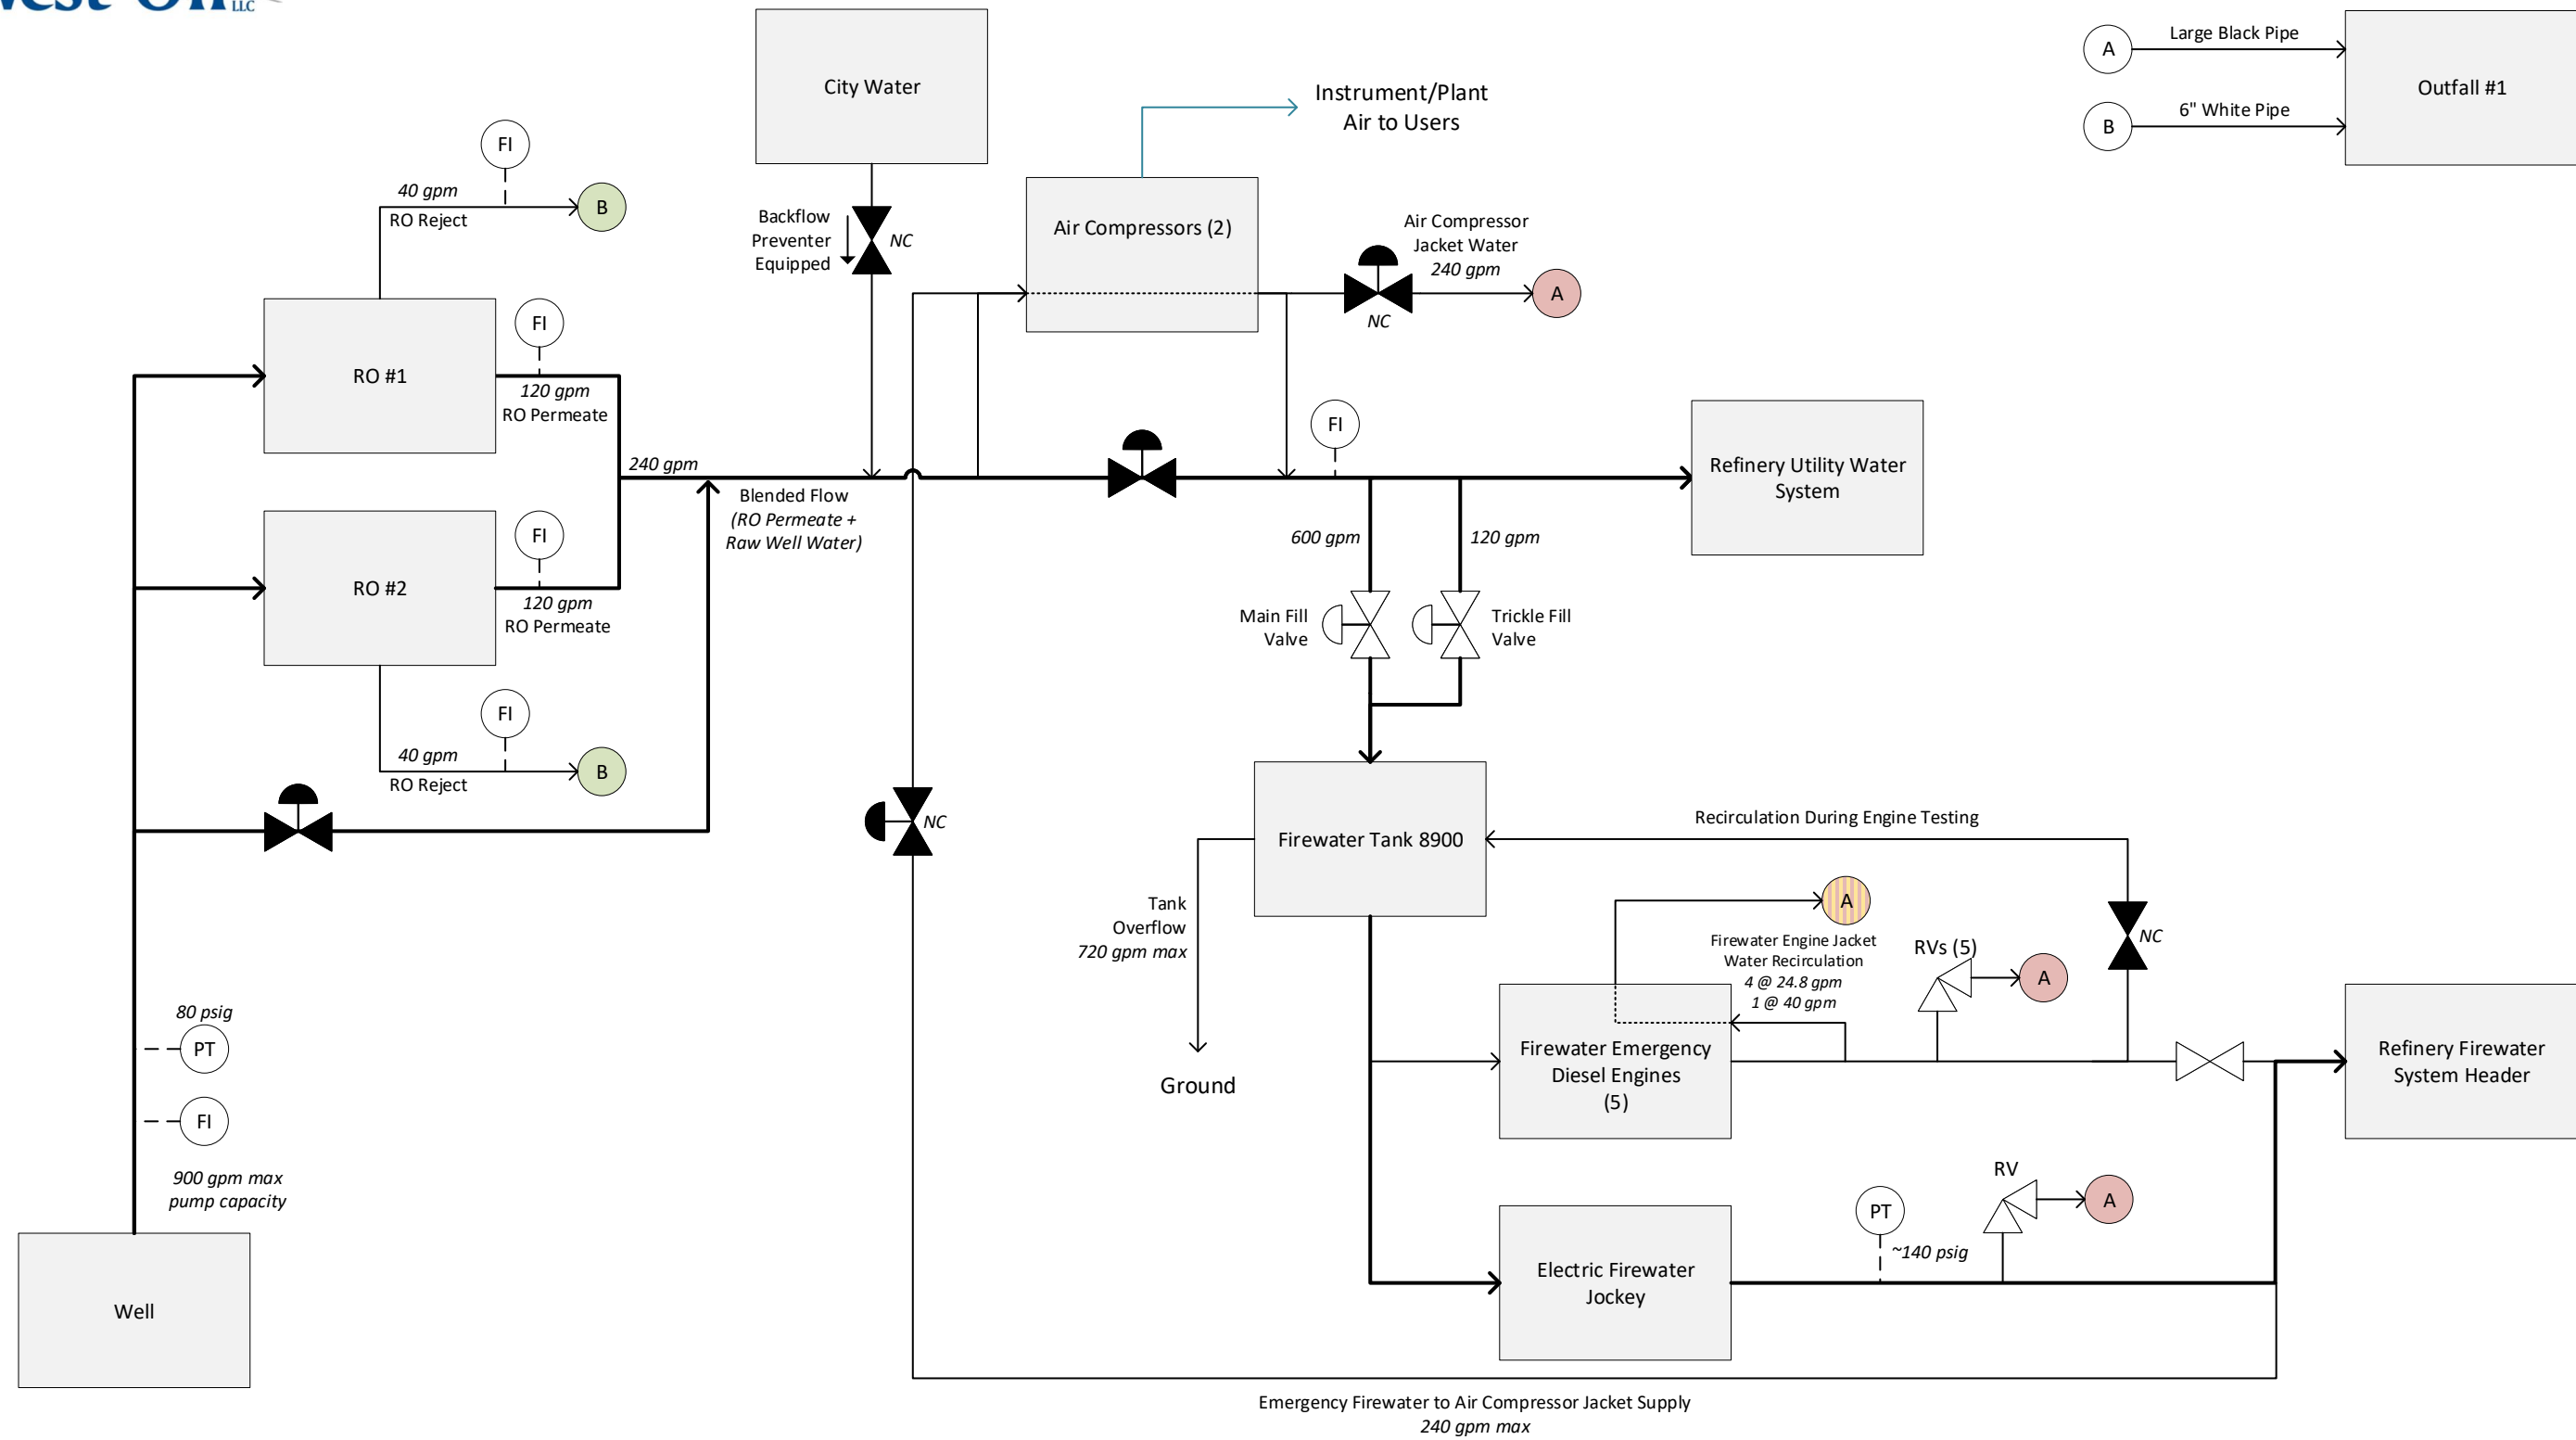 LLC
City Water
A
Large Black Pipe
B
6" White Pipe
Outfall #1
Instrument/Plant
Air to Users
FI
40 gpm
RO Reject
B
Backflow
Preventer
Equipped
NC
Air Compressors (2)
Air Compressor
Jacket Water
240 gpm
NC
A
RO #1
FI
120 gpm
RO Permeate
240 gpm
Blended Flow
(RO Permeate +
Raw Well Water)
FI
Refinery Utility Water
System
RO #2
FI
120 gpm
RO Permeate
600 gpm
120 gpm
Main Fill
Valve
Trickle Fill
Valve
FI
40 gpm
RO Reject
B
NC
Firewater Tank 8900
Recirculation During Engine Testing
Tank
Overflow
720 gpm max
Ground
A
Firewater Engine Jacket
Water Recirculation
4 @ 24.8 gpm
1 @ 40 gpm
RVs (5)
A
NC
80 psig
PT
FI
900 gpm max
pump capacity
Firewater Emergency
Diesel Engines
(5)
Refinery Firewater
System Header
Well
Electric Firewater
Jockey
PT
~140 psig
RV
A
Emergency Firewater to Air Compressor Jacket Supply
240 gpm max